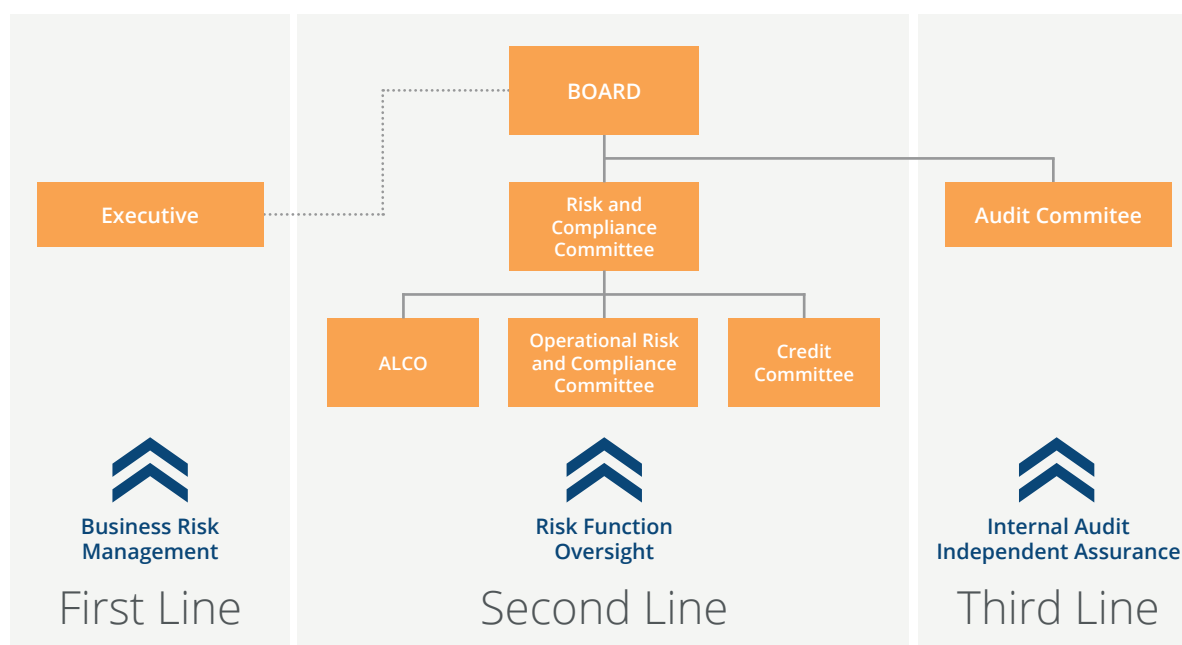 BOARD
Executive
Risk and
Compliance
Committee
Audit Commitee
ALCO
Operational Risk
and Compliance
Committee
Credit
Committee
Business Risk
Management
Risk Function
Oversight
Internal Audit
Independent Assurance
First Line
Second Line
Third Line